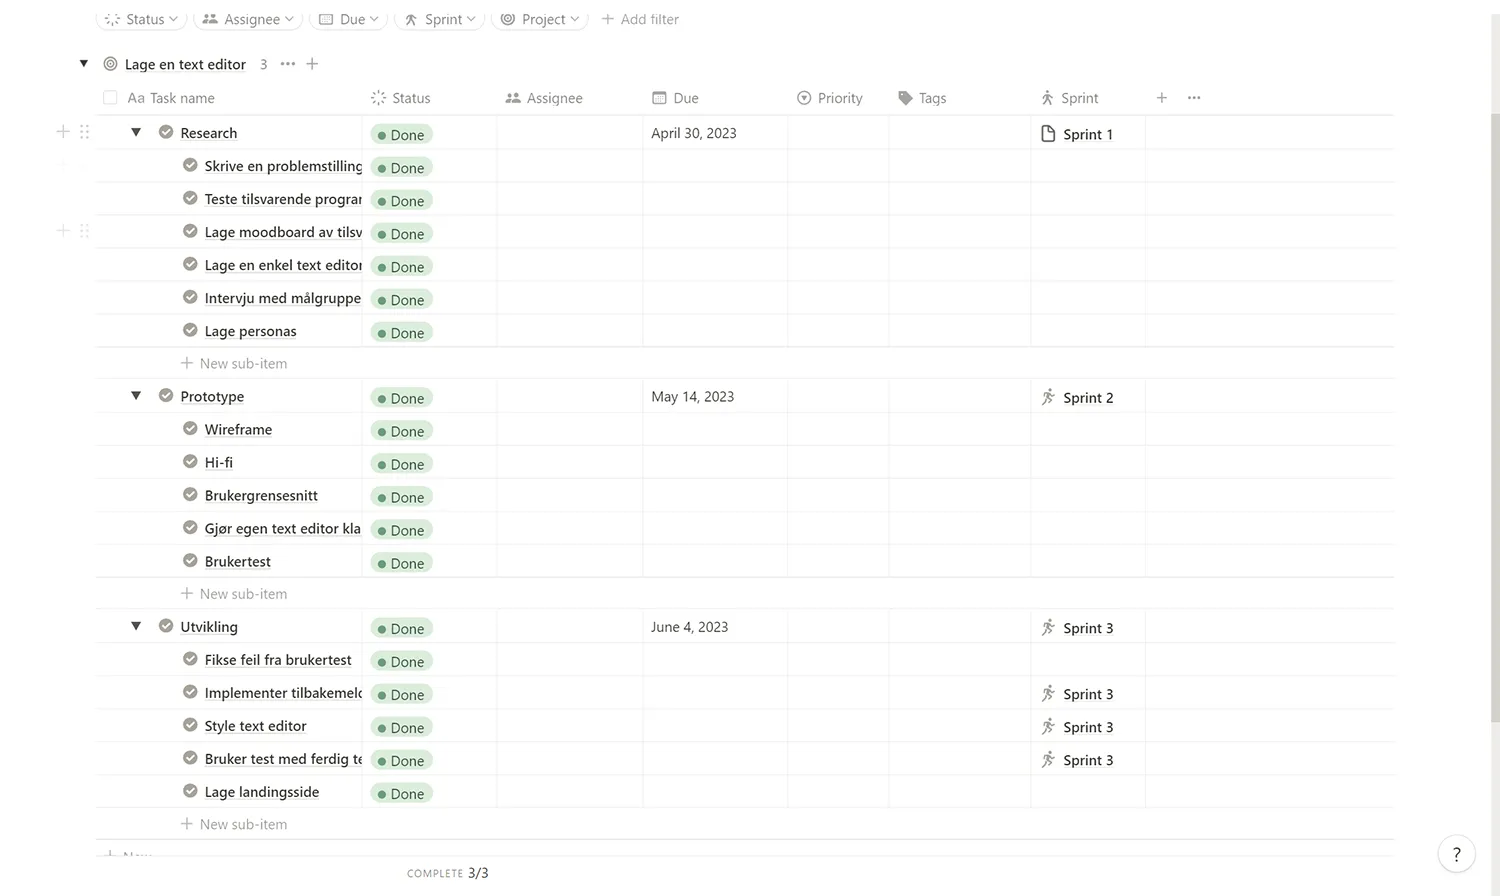 Status Assignee Due Sprint Project + Add filter
Lage en text editor 3 ••• +
Aa Task name Status Assignee Due Priority Tags Sprint + •••
Research Done April 30, 2023 Sprint 1
Skrive en problemstilling Done
Teste tilsvarende Done
Lage moodboard av Done
Lage en enkel text editor Done
Intervju med målgruppe Done
Lage personas Done
+ New sub-item
Prototype Done May 14, 2023 Sprint 2
Wireframe Done
Hi-fi Done
Brukergrensesnitt Done
Gjør egen text editor Done
Brukertest Done
+ New sub-item
Utvikling Done June 4, 2023 Sprint 3
Fikse feil fra brukertest Done
Implementer Done Sprint 3
Style text editor Done Sprint 3
Bruker test med ferdig Done Sprint 3
Lage landingsside Done
+ New sub-item
COMPLETE 3/3
?